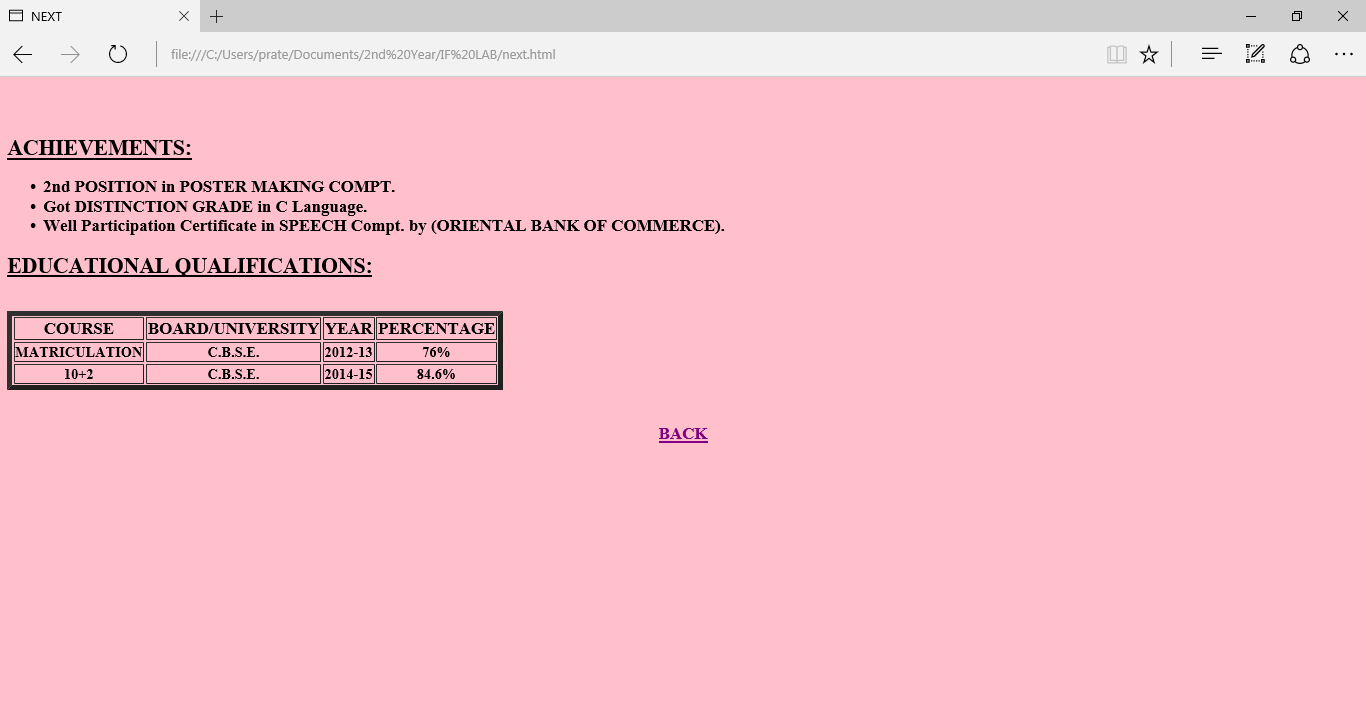 NEXT
file:///C:/Users/prate/Documents/2nd%20Year/IF%20LAB/next.html
ACHIEVEMENTS:
• 2nd POSITION in POSTER MAKING COMPT.
• Got DISTINCTION GRADE in C Language.
• Well Participation Certificate in SPEECH Compt. by (ORIENTAL BANK OF COMMERCE).
EDUCATIONAL QUALIFICATIONS:
COURSE BOARD/UNIVERSITY YEAR PERCENTAGE
MATRICULATION C.B.S.E. 2012-13 76%
10+2 C.B.S.E. 2014-15 84.6%
BACK